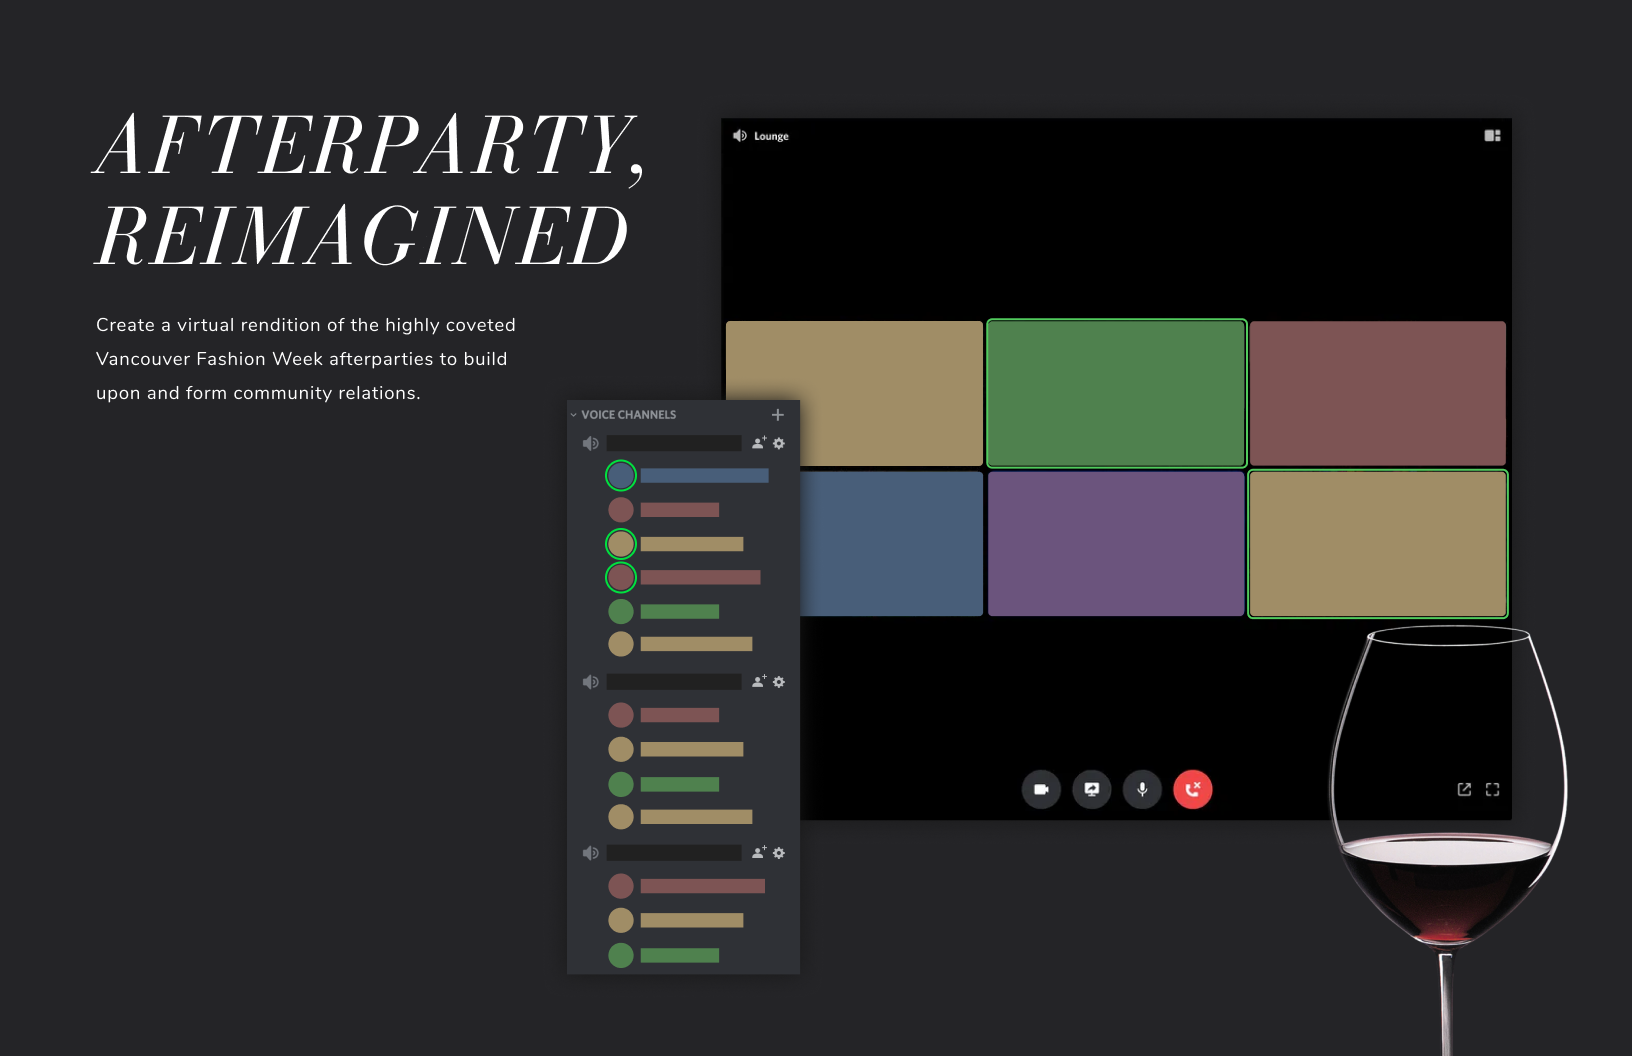 AFTERPARTY,
REIMAGINED
Create a virtual rendition of the highly coveted
Vancouver Fashion Week afterparties to build
upon and form community relations.
Lounge
VOICE CHANNELS